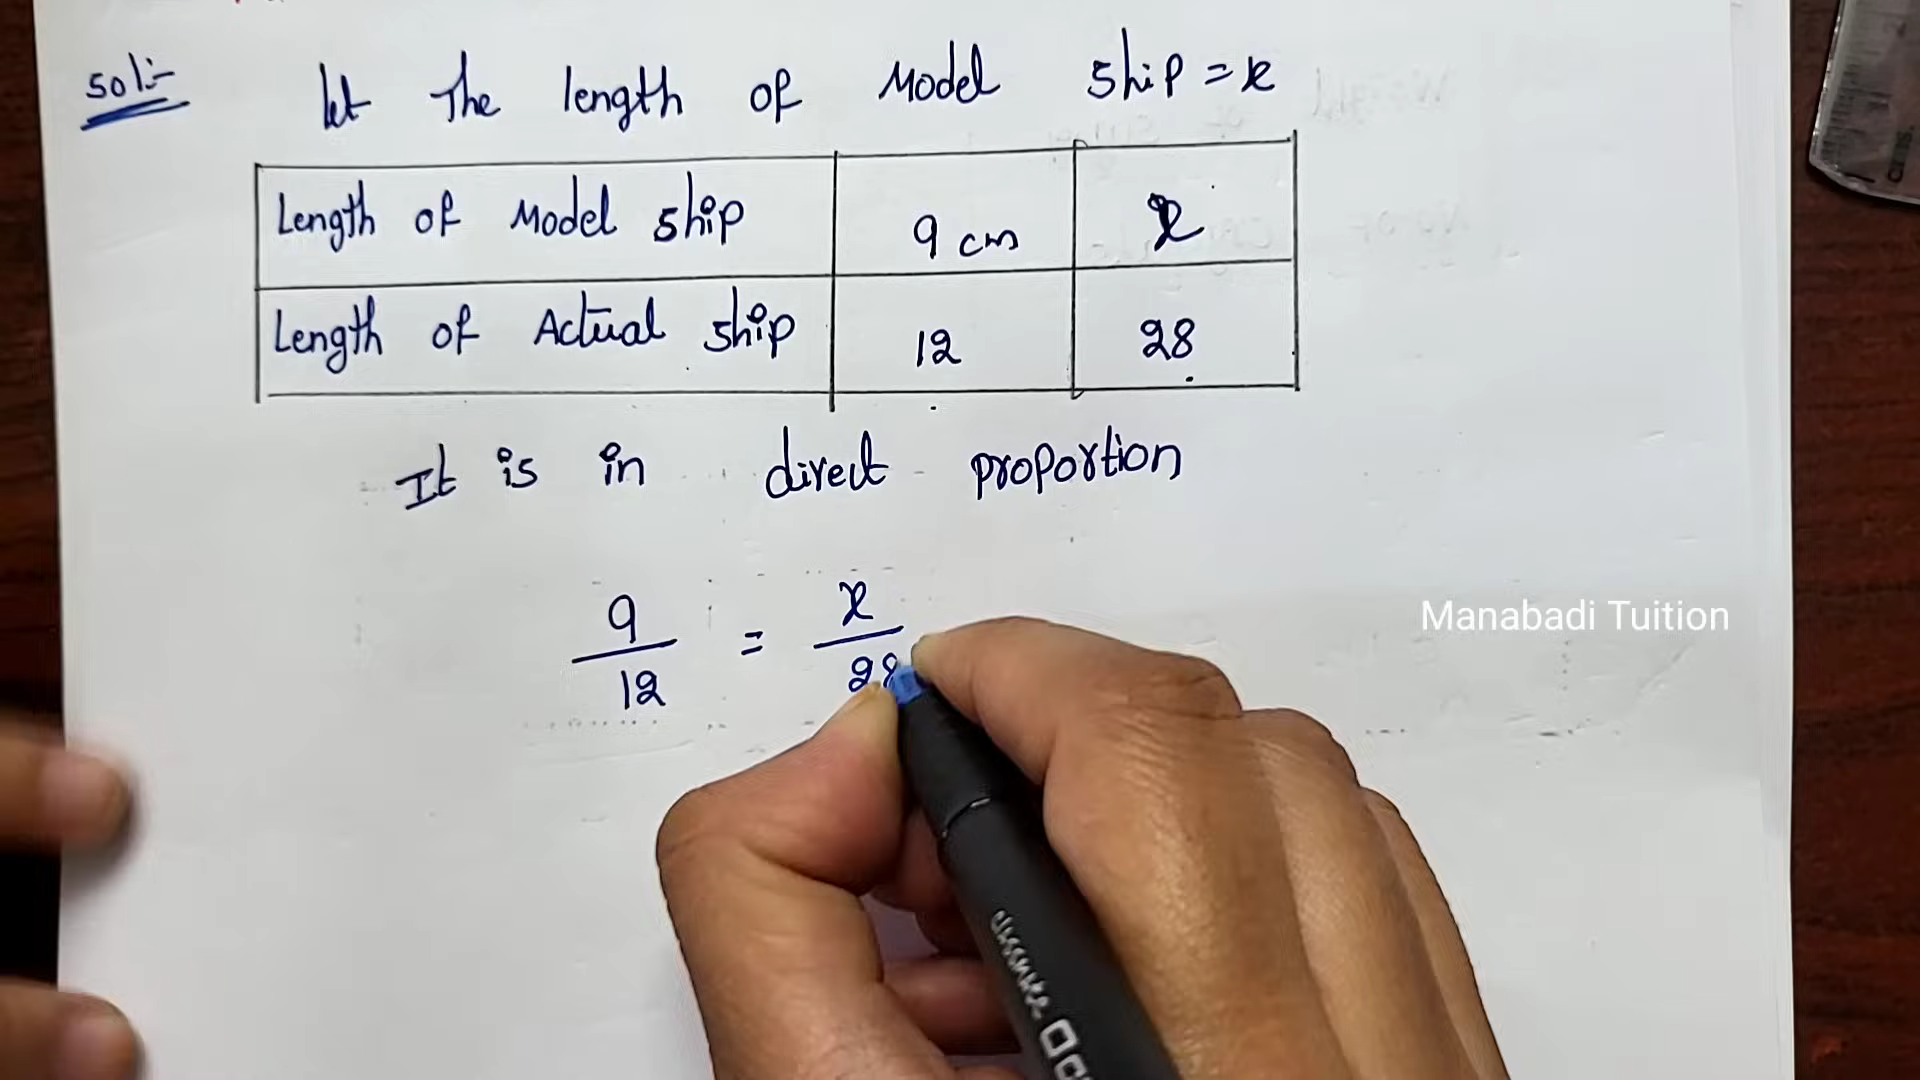 Sol:-
let The length of Model ship = x
Length of Model ship 9 cm x
Length of Actual ship 12 28
It is in direct proportion
9/12 = x/28
Manabadi Tuition
classmate